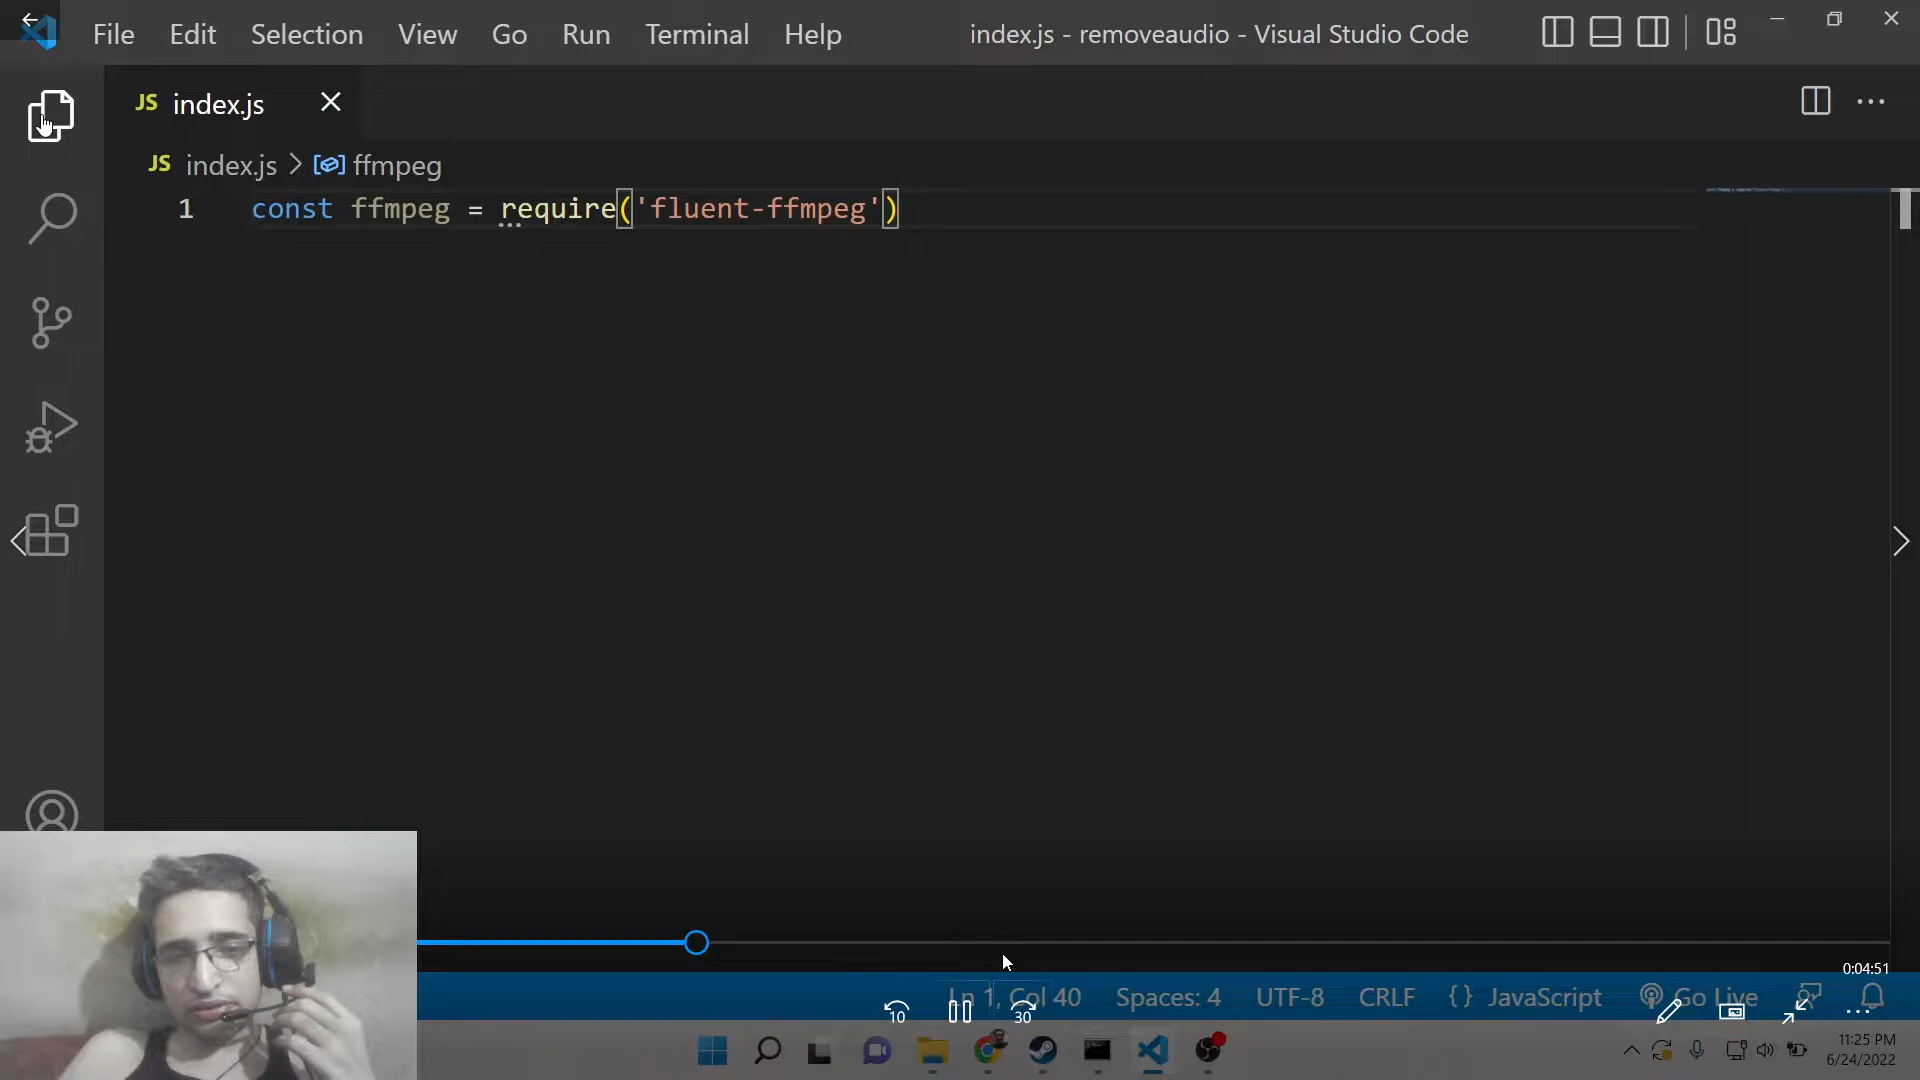 File Edit Selection View Go Run Terminal Help index.js - removeaudio - Visual Studio Code
JS index.js
JS index.js > ffmpeg
1 const ffmpeg = require('fluent-ffmpeg')
0:04:51
Ln 1, Col 40 Spaces: 4 UTF-8 CRLF {} JavaScript Go Live
10 30
11:25 PM
6/24/2022